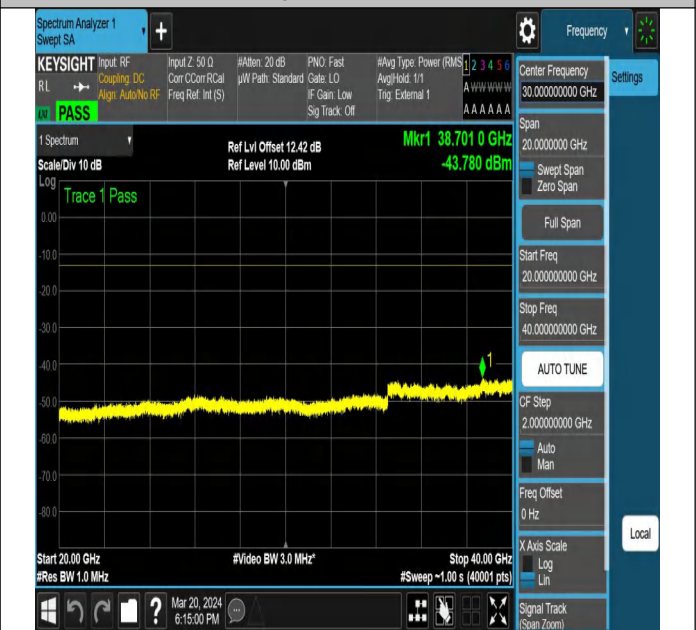 Spectrum Analyzer 1
Swept SA
Frequency
KEYSIGHT
Input: RF
Input Z: 50 Ω
#Atten: 20 dB
PNO: Fast
#Avg Type: Power (RMS
1 2 3 4 5 6
RL
Coupling: DC
Corr CCorr RCal
µW Path: Standard
Gate: LO
Avg|Hold: 1/1
A W W W W W
Align: Auto/No RF
Freq Ref: Int (S)
IF Gain: Low
Trig: External 1
PASS
Sig Track: Off
A A A A A A
1 Spectrum
Ref Lvl Offset 12.42 dB
Mkr1 38.701 0 GHz
Scale/Div 10 dB
Ref Level 10.00 dBm
-43.780 dBm
Log
Trace 1 Pass
0.00
-10.0
-20.0
-30.0
-40.0
1
-50.0
-60.0
-70.0
-80.0
Start 20.00 GHz
#Video BW 3.0 MHz*
Stop 40.00 GHz
#Res BW 1.0 MHz
#Sweep ~1.00 s (40001 pts)
Center Frequency
30.000000000 GHz
Settings
Span
20.0000000 GHz
Swept Span
Zero Span
Full Span
Start Freq
20.000000000 GHz
Stop Freq
40.000000000 GHz
AUTO TUNE
CF Step
2.000000000 GHz
Auto
Man
Freq Offset
0 Hz
Local
X Axis Scale
Log
Lin
Signal Track
(Span Zoom)
?
Mar 20, 2024
6:15:00 PM